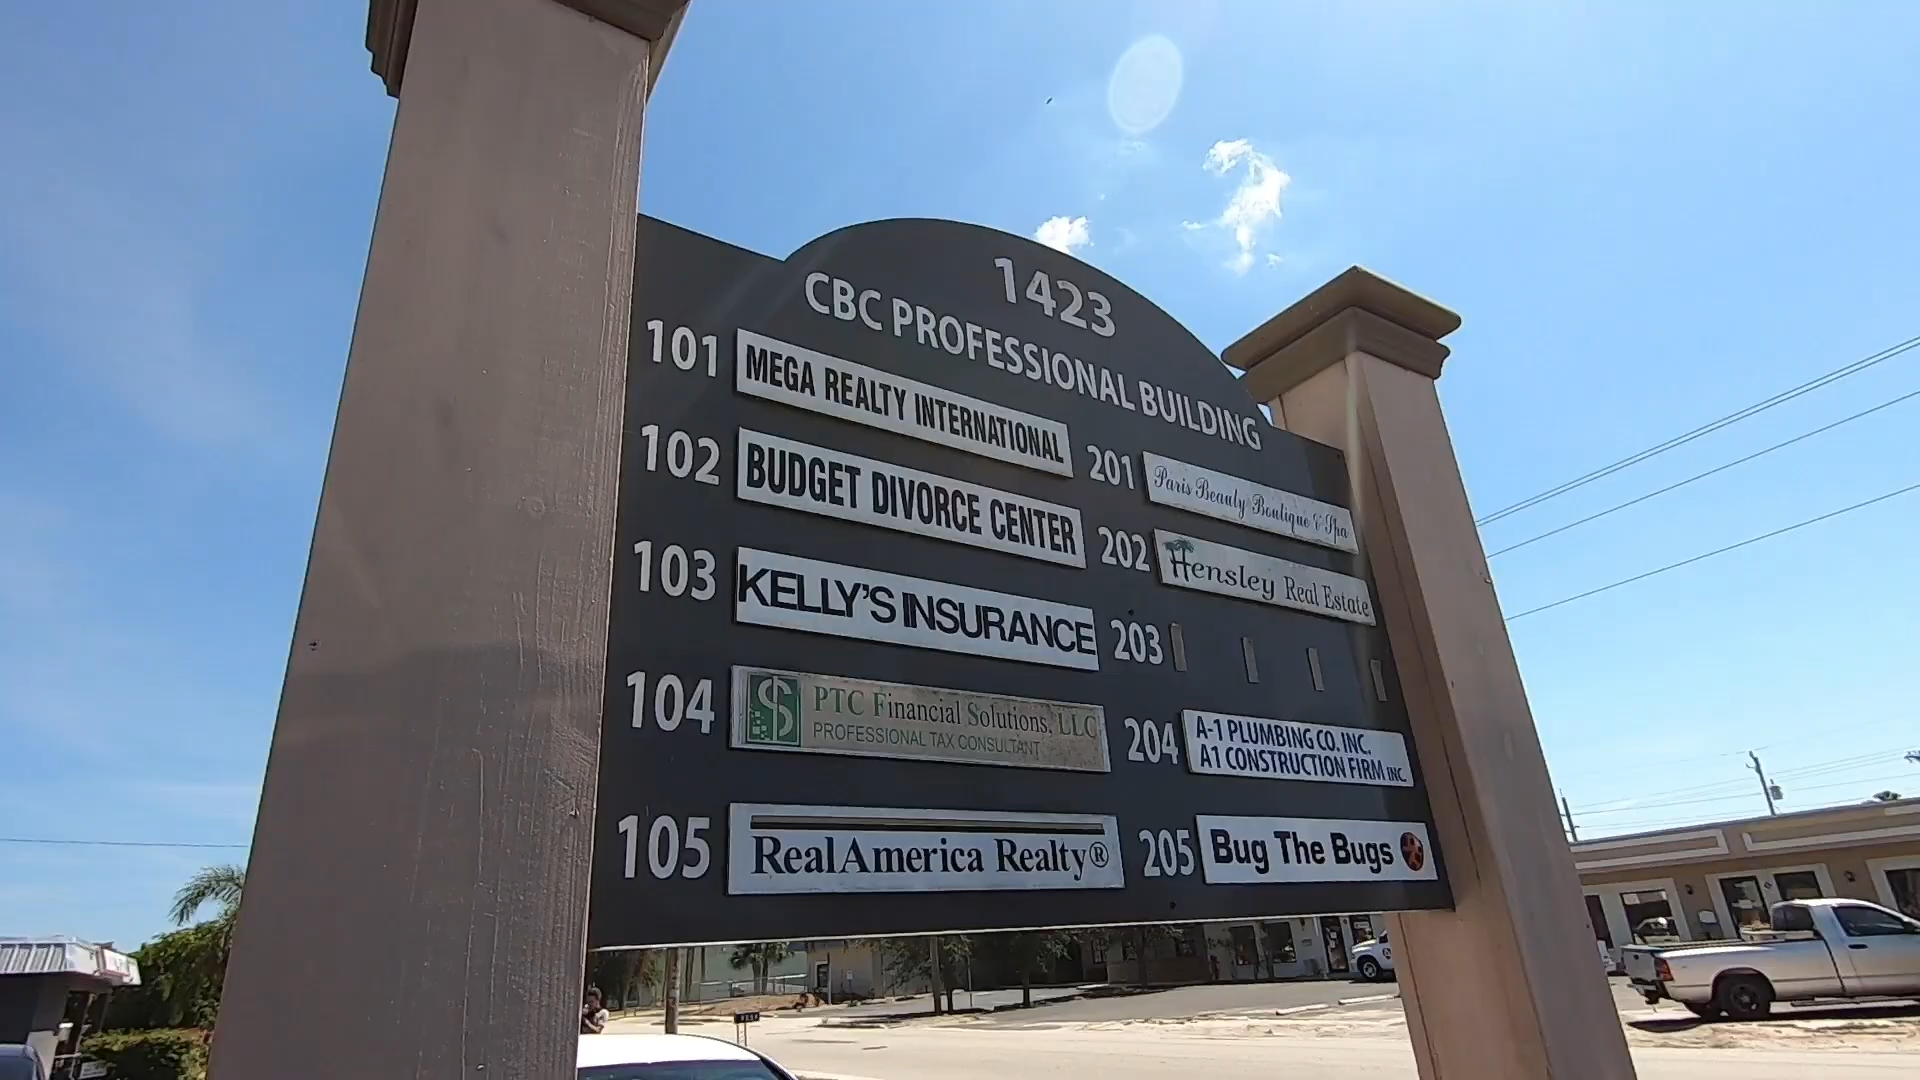 1423
CBC PROFESSIONAL BUILDING
101 MEGA REALTY INTERNATIONAL
102 BUDGET DIVORCE CENTER
103 KELLY'S INSURANCE
104 PTC Financial Solutions, LLC
PROFESSIONAL TAX CONSULTANT
105 RealAmerica Realty®
201 Paris Beauty Boutique & Spa
202 Hensley Real Estate
203
204 A-1 PLUMBING CO. INC.
A1 CONSTRUCTION FIRM INC
205 Bug The Bugs